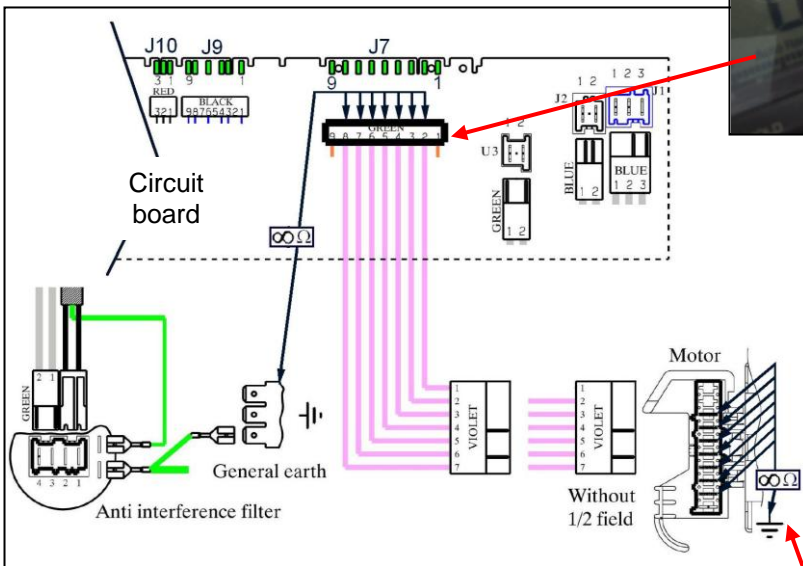 J10 J9 J7
3 1 9 1 9 1
RED
321
BLACK
987654321
GREEN
9 8 7 6 5 4 3 2 1
1 2
U3
GREEN
1 2
1 2
J2
BLUE
1 2
1 2 3
J1
BLUE
1 2 3
Circuit
board
∞ Ω
GREEN
2 1
4 3 2 1
Anti interference filter
General earth
1
2
3
4
5
6
7
VIOLET
1
2
3
4
5
6
7
VIOLET
Without
1/2 field
Motor
∞ Ω